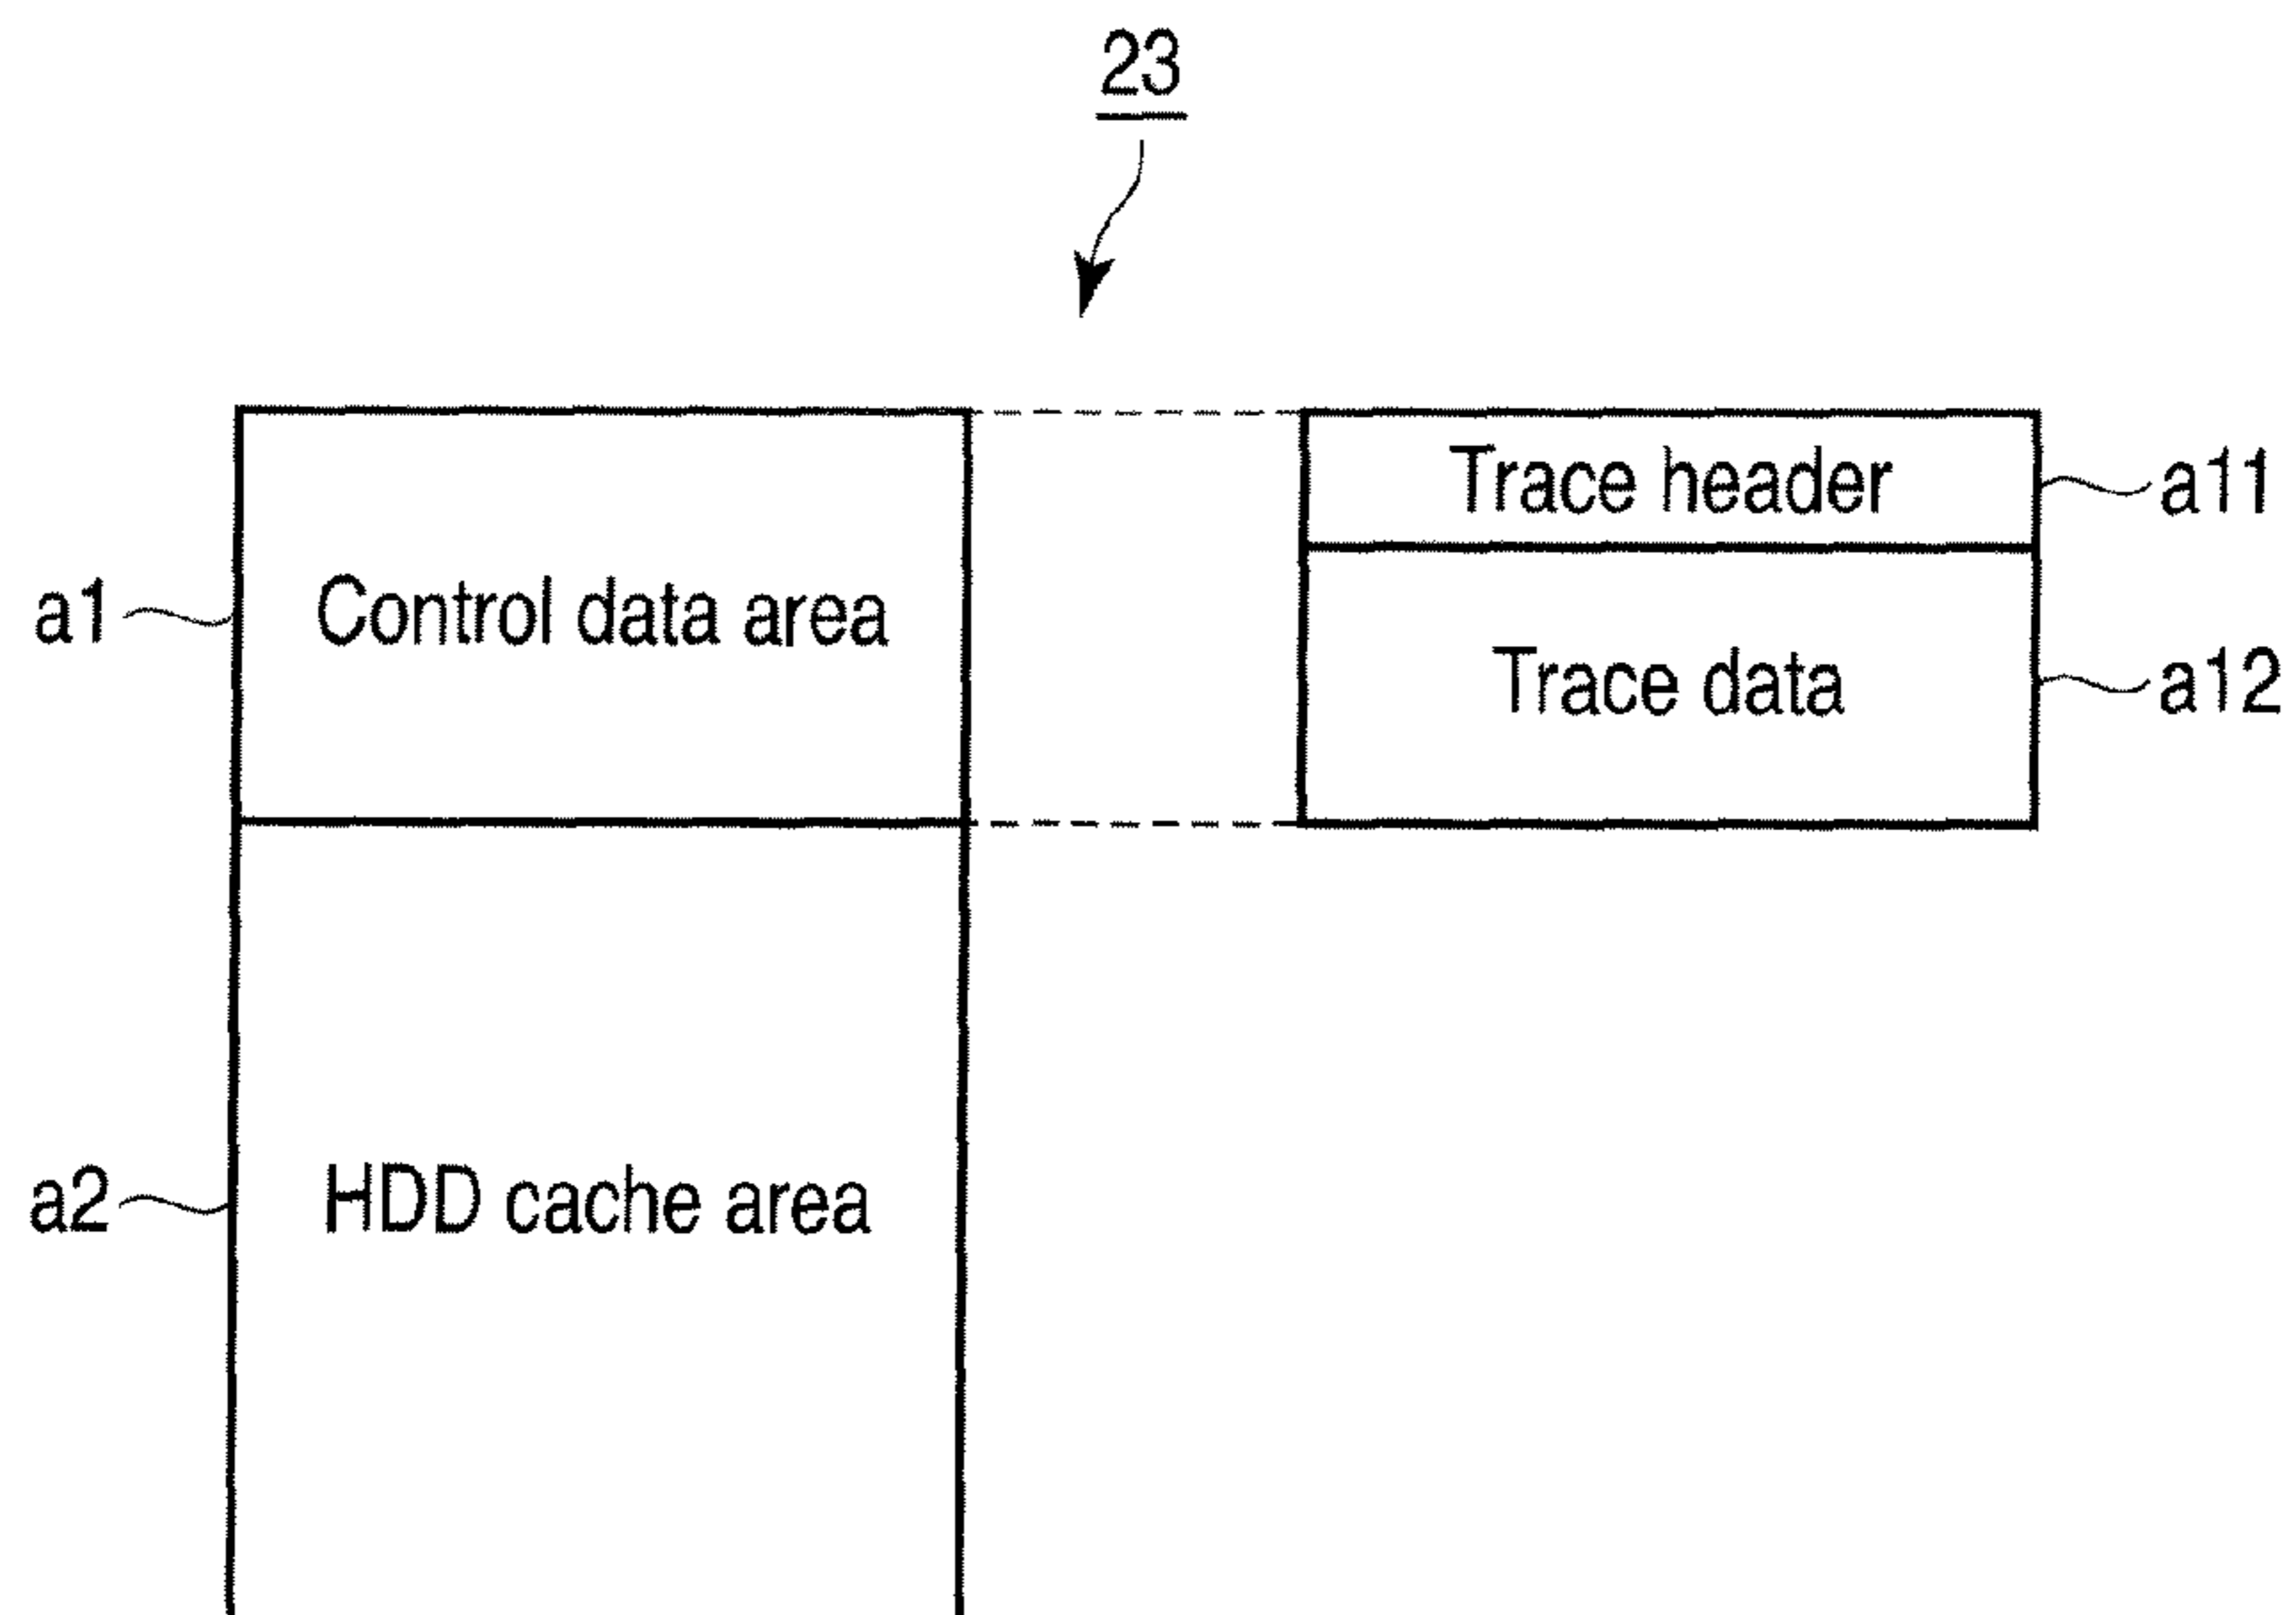 23
Trace header
a11
a1
Control data area
Trace data
a12
a2
HDD cache area